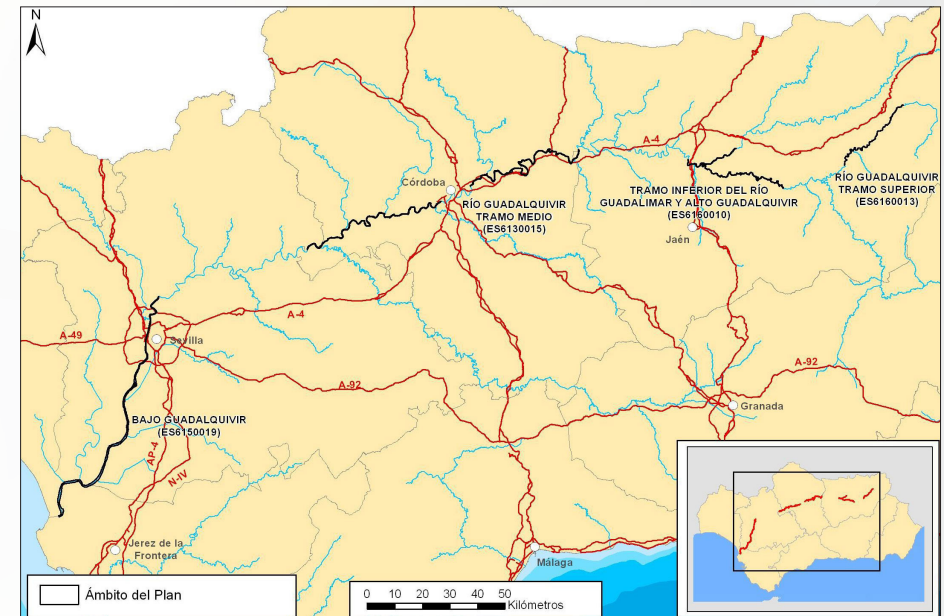 N
A-4
Córdoba
RÍO GUADALQUIVIR
TRAMO MEDIO
(ES6130015)
TRAMO INFERIOR DEL RÍO
GUADALIMAR Y ALTO GUADALQUIVIR
(ES6160010)
RÍO GUADALQUIVIR
TRAMO SUPERIOR
(ES6160013)
Jaén
A-4
A-49
Sevilla
A-92
A-92
Granada
BAJO GUADALQUIVIR
(ES6150019)
AP-4
N-IV
Jerez de la
Frontera
Málaga
Ámbito del Plan
0 10 20 30 40 50
Kilómetros